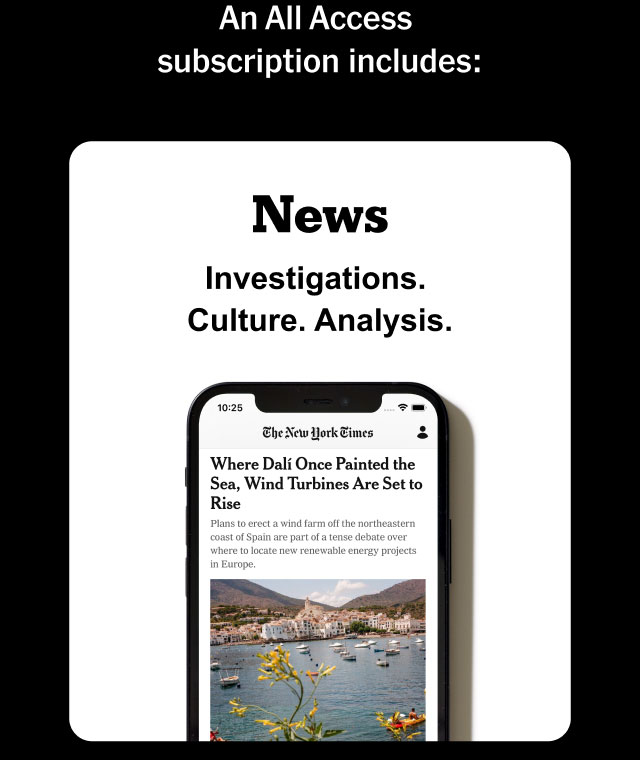 An All Access
subscription includes:
News
Investigations.
Culture. Analysis.
10:25
The New York Times
Where Dalí Once Painted the
Sea, Wind Turbines Are Set to
Rise
Plans to erect a wind farm off the northeastern
coast of Spain are part of a tense debate over
where to locate new renewable energy projects
in Europe.